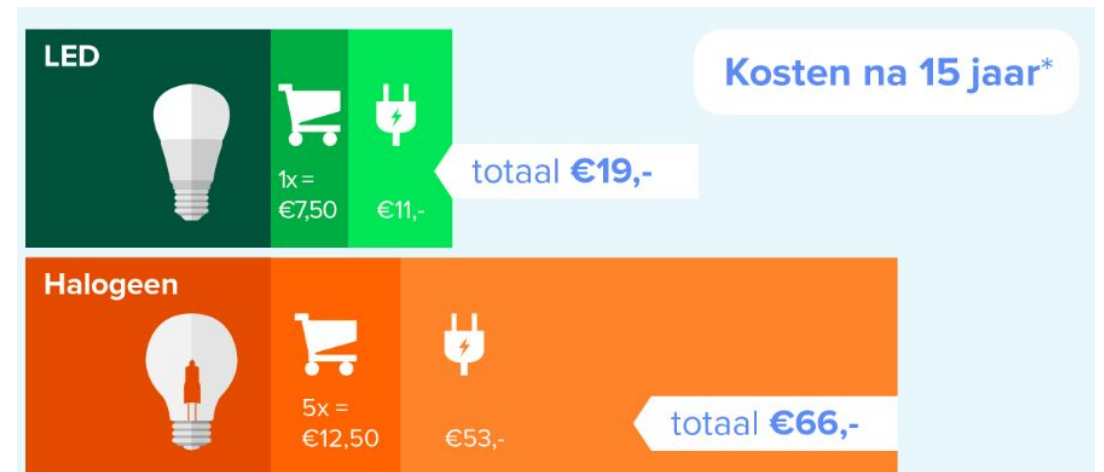 LED
Kosten na 15 jaar*
totaal €19,-
1x =
€7,50
€11,-
Halogeen
5x =
€12,50
€53,-
totaal €66,-